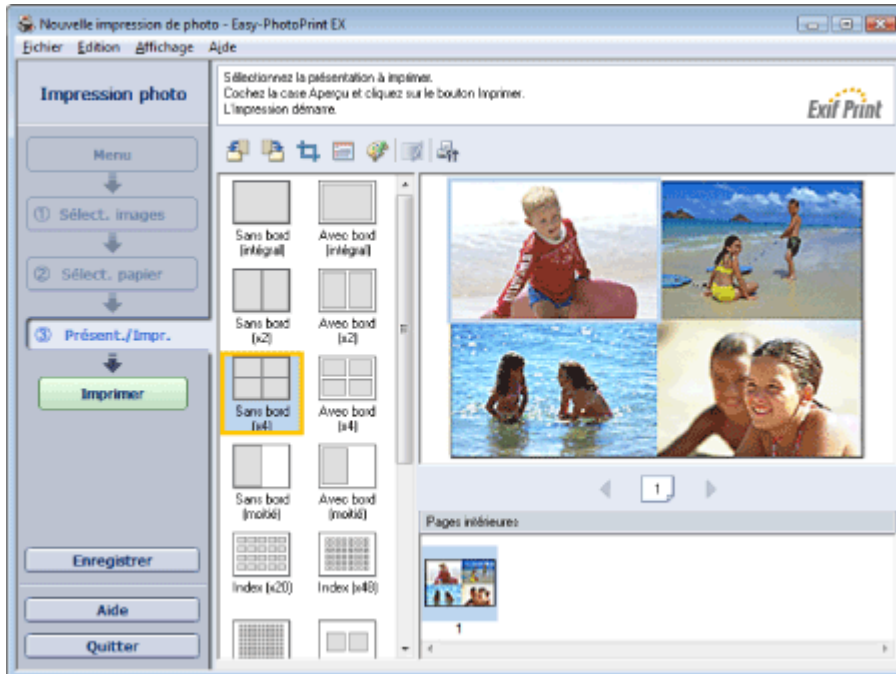 Nouvelle impression de photo - Easy-PhotoPrint EX
Fichier Edition Affichage Aide
Impression photo
Sélectionnez la présentation à imprimer.
Cochez la case Aperçu et cliquez sur le bouton Imprimer.
L'impression démarre.
Exif Print
Menu
① Sélect. images
② Sélect. papier
③ Présent./Impr.
Imprimer
Enregistrer
Aide
Quitter
Sans bord
(intégral)
Avec bord
(intégral)
Sans bord
(x2)
Avec bord
(x2)
Sans bord
(x4)
Avec bord
(x4)
Sans bord
(moitié)
Avec bord
(moitié)
Index (x20)
Index (x48)
1
Pages intérieures
1